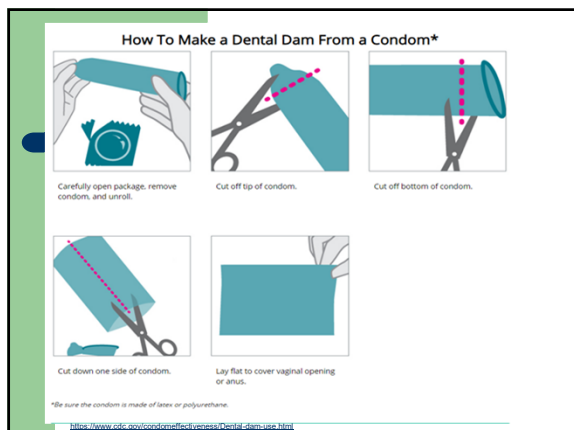 How To Make a Dental Dam From a Condom*
Carefully open package, remove
condom, and unroll.
Cut off tip of condom.
Cut off bottom of condom.
Cut down one side of condom.
Lay flat to cover vaginal opening
or anus.
*Be sure the condom is made of latex or polyurethane.
https://www.cdc.gov/condomeffectiveness/Dental-dam-use.html